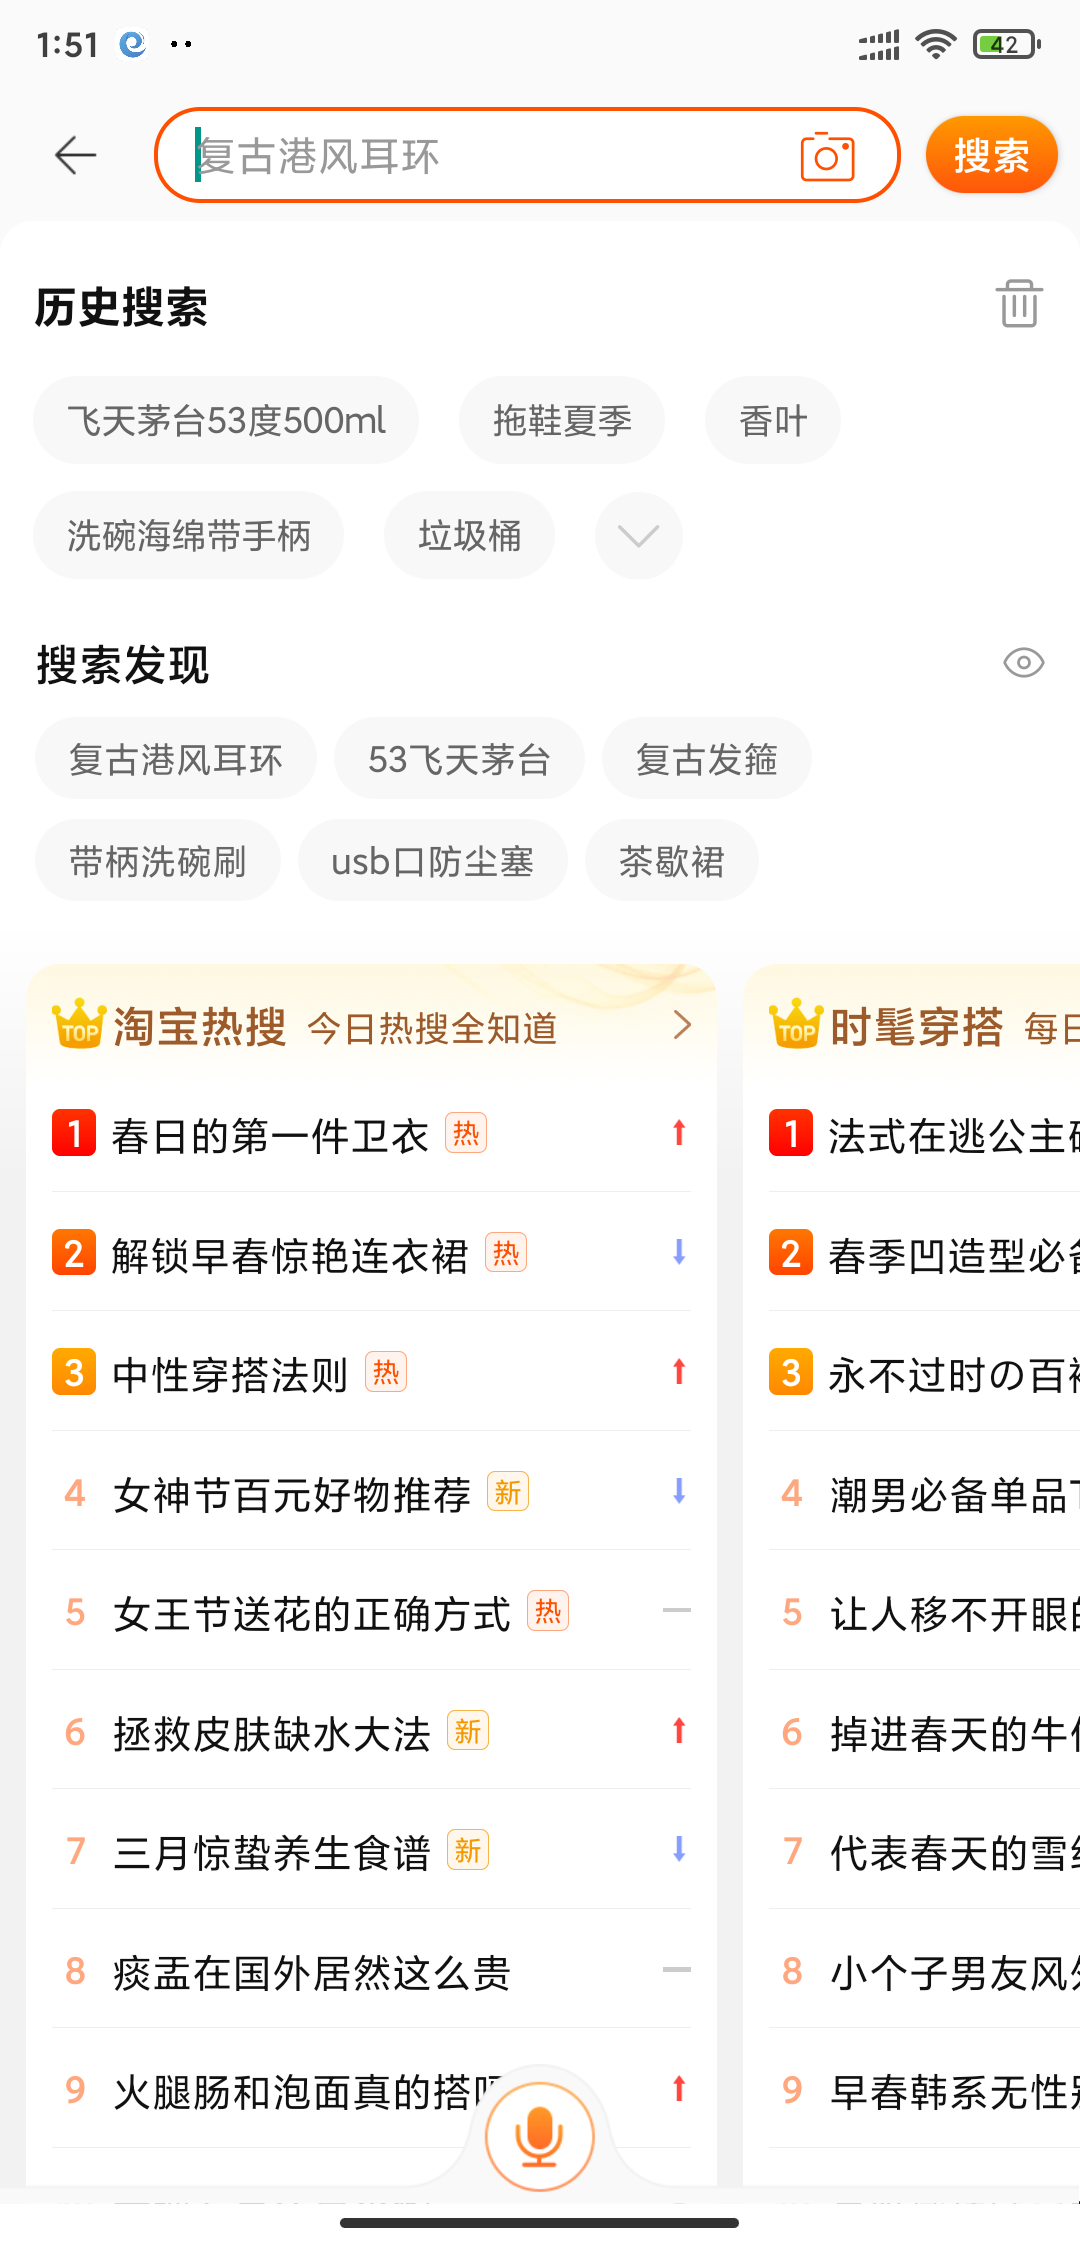 1:51
42
复古港风耳环
搜索
历史搜索
飞天茅台53度500ml
拖鞋夏季
香叶
洗碗海绵带手柄
垃圾桶
搜索发现
复古港风耳环
53飞天茅台
复古发箍
带柄洗碗刷
usb口防尘塞
茶歇裙
TOP 淘宝热搜 今日热搜全知道
1 春日的第一件卫衣 热
2 解锁早春惊艳连衣裙 热
3 中性穿搭法则 热
4 女神节百元好物推荐 新
5 女王节送花的正确方式 热
6 拯救皮肤缺水大法 新
7 三月惊蛰养生食谱 新
8 痰盂在国外居然这么贵
9 火腿肠和泡面真的搭
TOP 时髦穿搭 每日
1 法式在逃公主
2 春季凹造型必备
3 永不过时の百
4 潮男必备单品
5 让人移不开眼的
6 掉进春天的牛
7 代表春天的雪
8 小个子男友风
9 早春韩系无性别